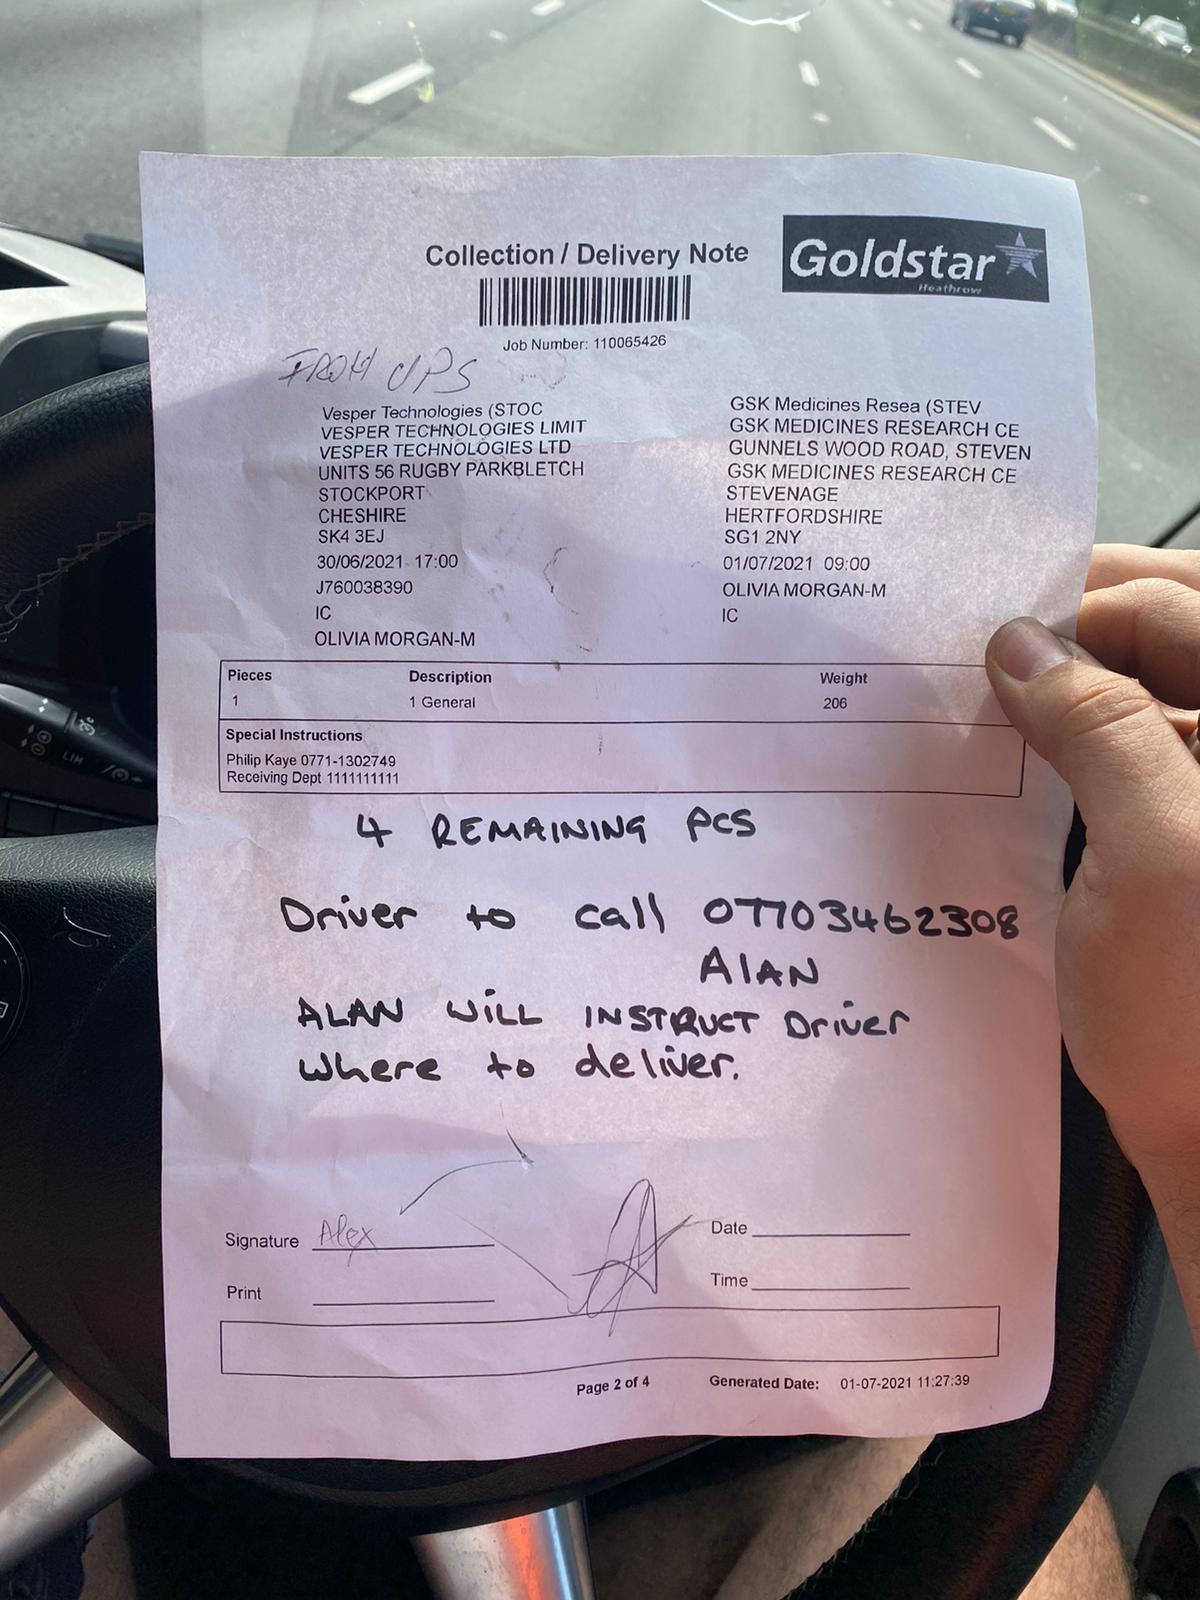 Collection / Delivery Note
Goldstar
Heathrow
Job Number: 110065426
FROM UPS
Vesper Technologies (STOC
VESPER TECHNOLOGIES LIMIT
VESPER TECHNOLOGIES LTD
UNITS 56 RUGBY PARKBLETCH
STOCKPORT
CHESHIRE
SK4 3EJ
30/06/2021 17:00
J760038390
IC
OLIVIA MORGAN-M
GSK Medicines Resea (STEV
GSK MEDICINES RESEARCH CE
GUNNELS WOOD ROAD, STEVEN
GSK MEDICINES RESEARCH CE
STEVENAGE
HERTFORDSHIRE
SG1 2NY
01/07/2021 09:00
OLIVIA MORGAN-M
IC
Pieces Description Weight
1 1 General 206
Special Instructions
Philip Kaye 0771-1302749
Receiving Dept 1111111111
4 REMAINING PCS
Driver to call 07703462308
AlAN
ALAN WiLL INSTRUCT Driver
Where to deliver.
Signature Alex
Date
Print
Time
Page 2 of 4
Generated Date: 01-07-2021 11:27:39
LIM